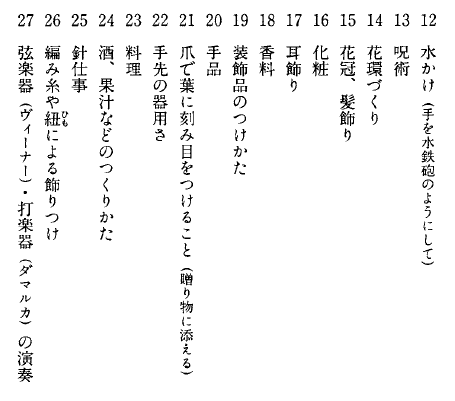 12 水かけ（手を水鉄砲のようにして）
13 呪術
14 花環づくり
15 花冠、髪飾り
16 化粧
17 耳飾り
18 香料
19 装飾品のつけかた
20 手品
21 爪で葉に刻み目をつけること（贈り物に添える）
22 手先の器用さ
23 料理
24 酒、果汁などのつくりかた
25 針仕事
26 編み糸や紐による飾りつけ
ひも
27 弦楽器（ヴィーナー）・打楽器（ダマルカ）の演奏